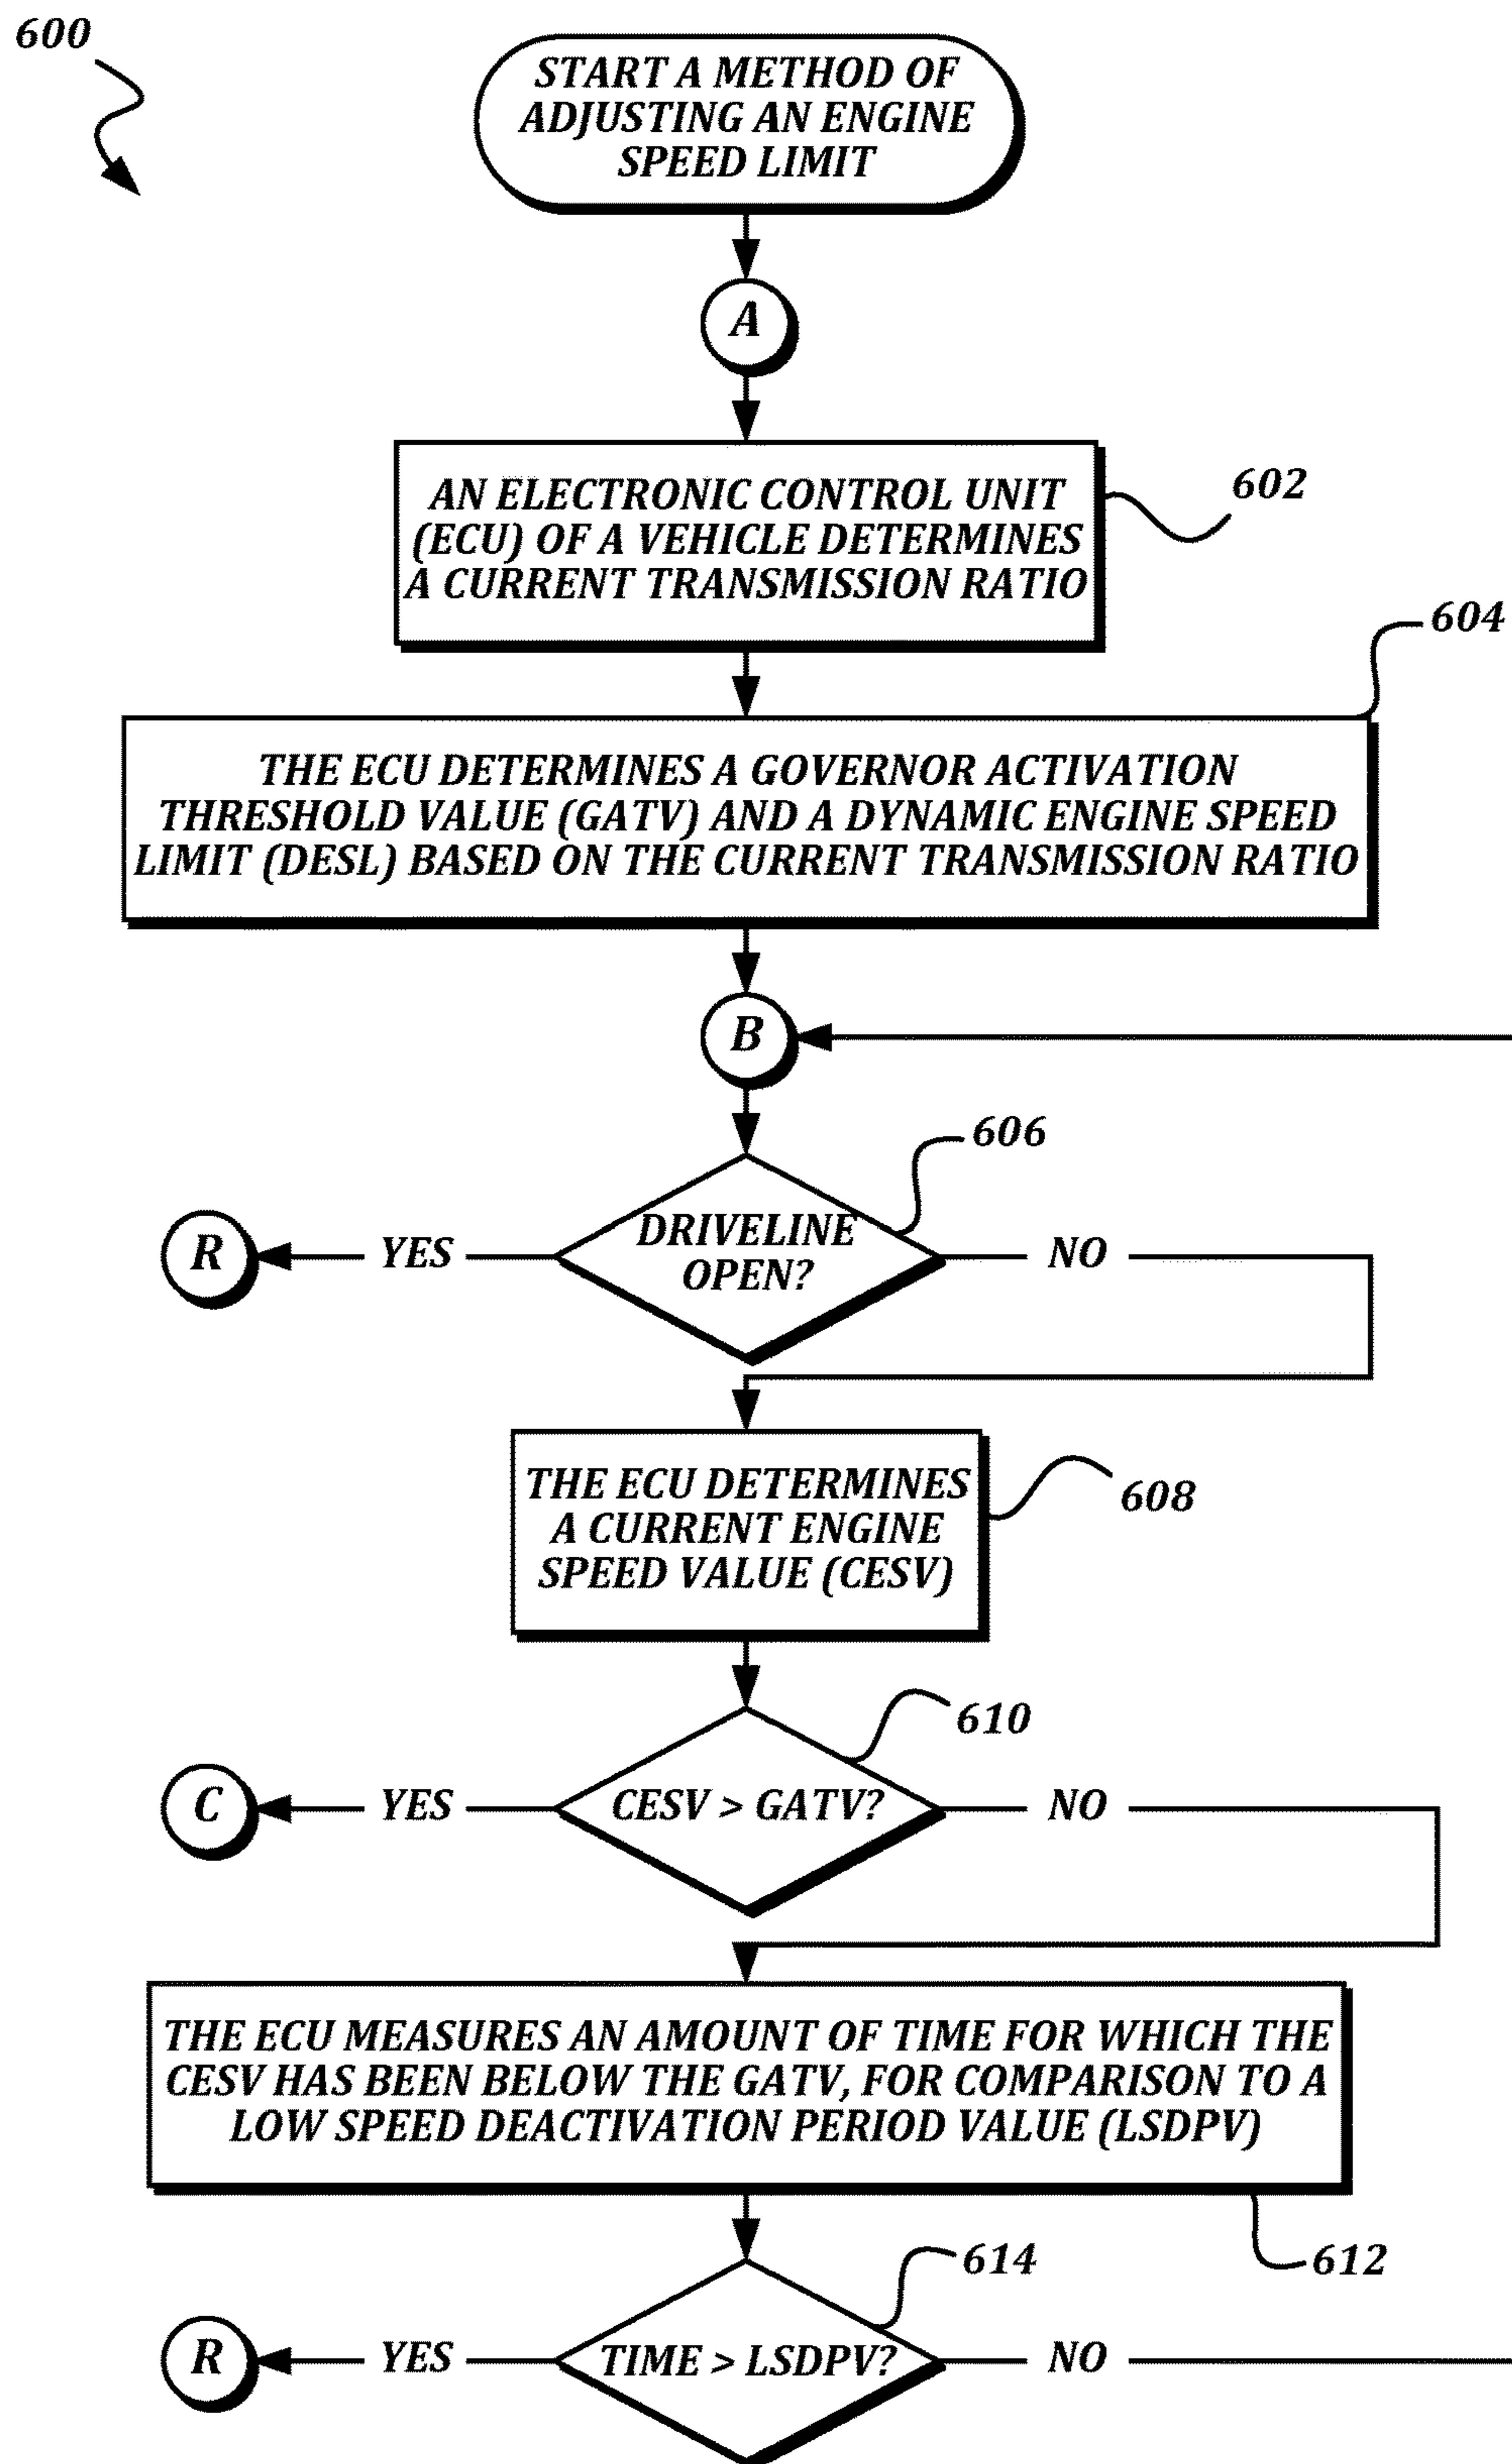 600
START A METHOD OF
ADJUSTING AN ENGINE
SPEED LIMIT
A
AN ELECTRONIC CONTROL UNIT
(ECU) OF A VEHICLE DETERMINES
A CURRENT TRANSMISSION RATIO
602
604
THE ECU DETERMINES A GOVERNOR ACTIVATION
THRESHOLD VALUE (GATV) AND A DYNAMIC ENGINE SPEED
LIMIT (DESL) BASED ON THE CURRENT TRANSMISSION RATIO
B
606
DRIVELINE
OPEN?
R
YES
NO
THE ECU DETERMINES
A CURRENT ENGINE
SPEED VALUE (CESV)
608
610
C
YES
CESV > GATV?
NO
THE ECU MEASURES AN AMOUNT OF TIME FOR WHICH THE
CESV HAS BEEN BELOW THE GATV, FOR COMPARISON TO A
LOW SPEED DEACTIVATION PERIOD VALUE (LSDPV)
612
614
R
YES
TIME > LSDPV?
NO